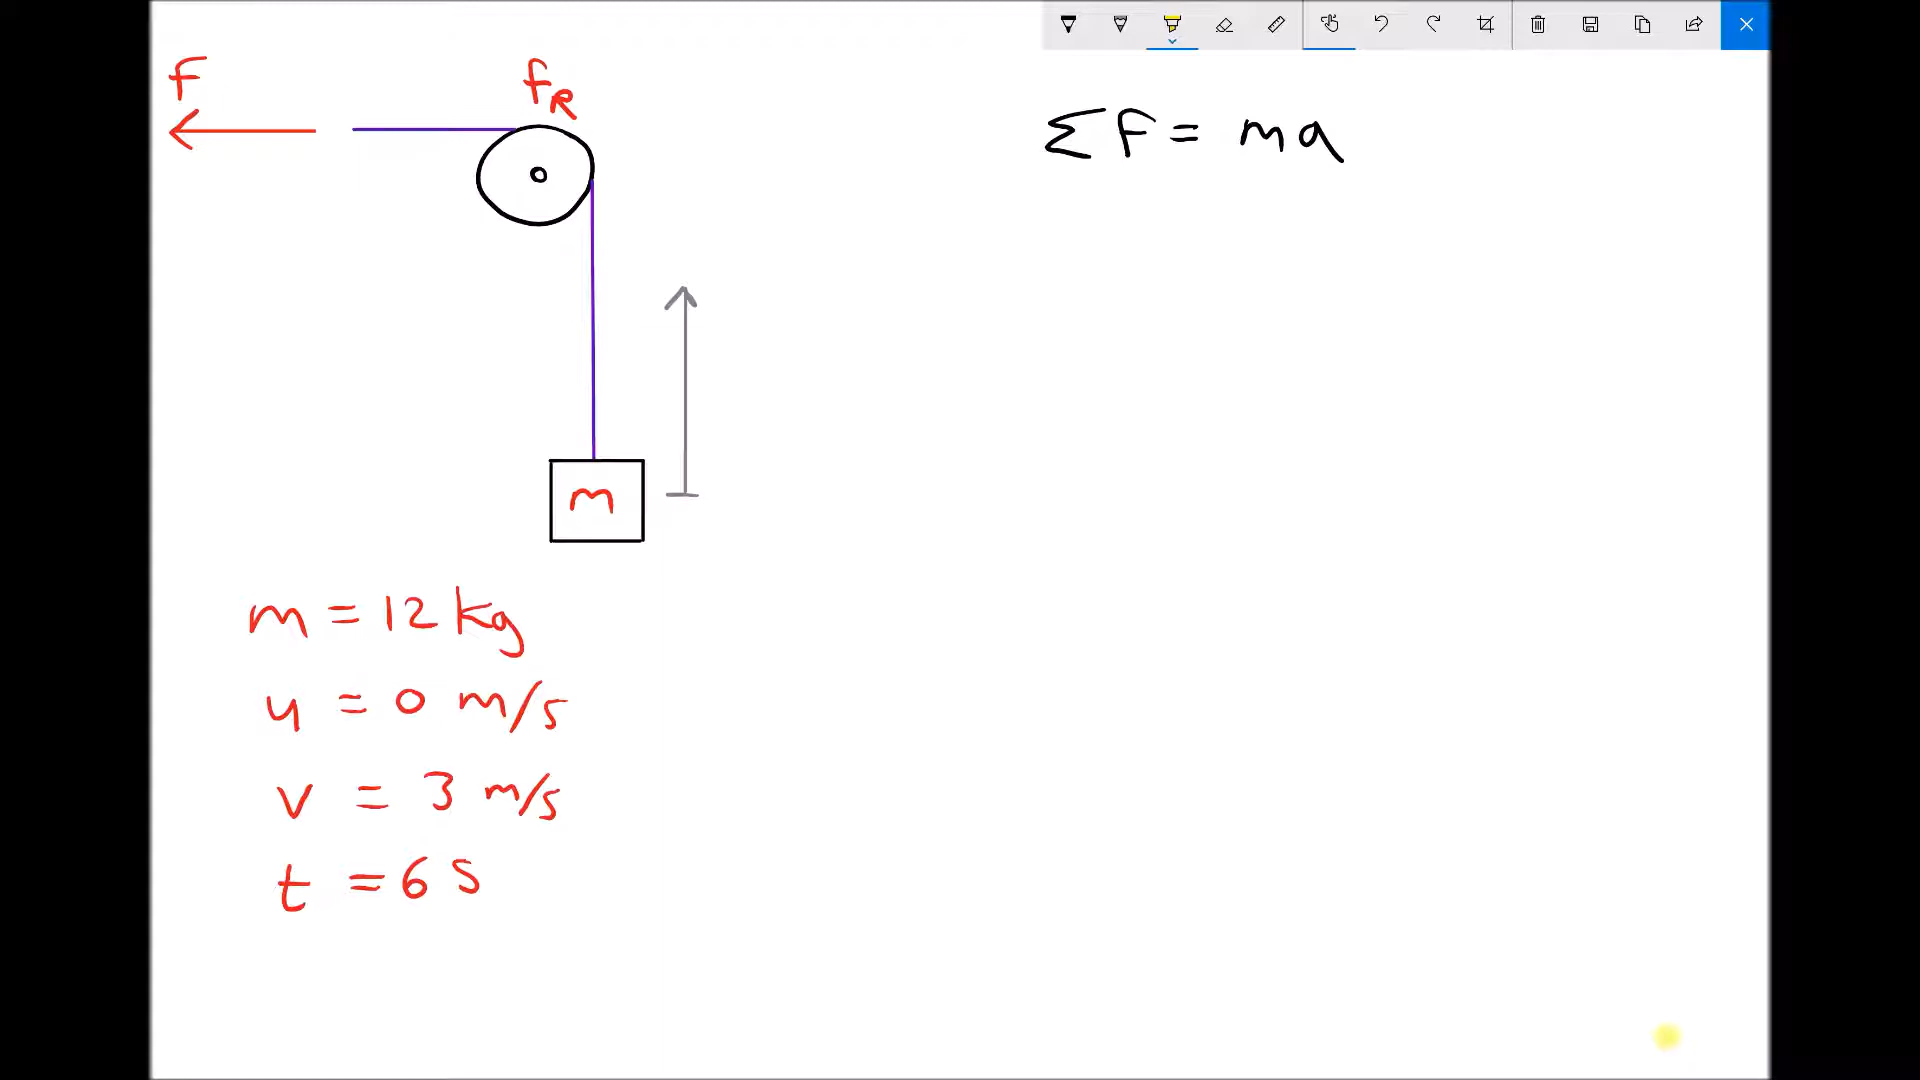 F
fR
ΣF = ma
m
m = 12 kg
u = 0 m/s
v = 3 m/s
t = 6 s